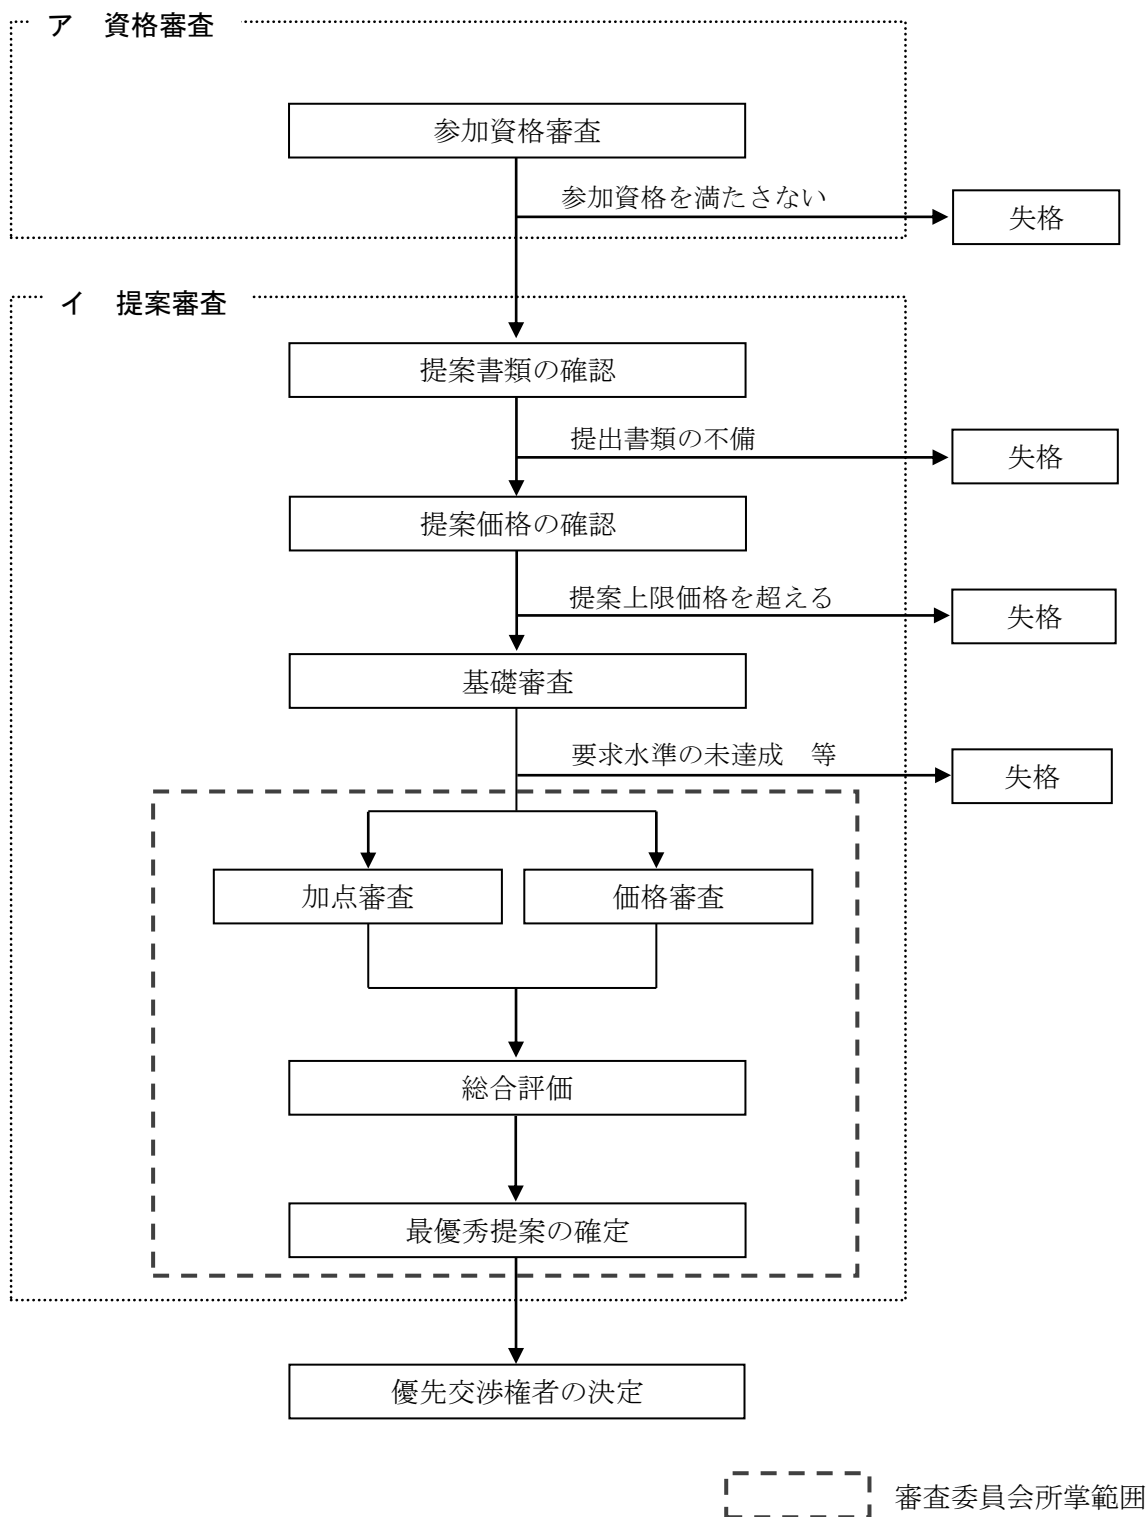 ア　資格審査
参加資格審査
参加資格を満たさない
失格
イ　提案審査
提案書類の確認
提出書類の不備
失格
提案価格の確認
提案上限価格を超える
失格
基礎審査
要求水準の未達成　等
失格
加点審査
価格審査
総合評価
最優秀提案の確定
優先交渉権者の決定
審査委員会所掌範囲